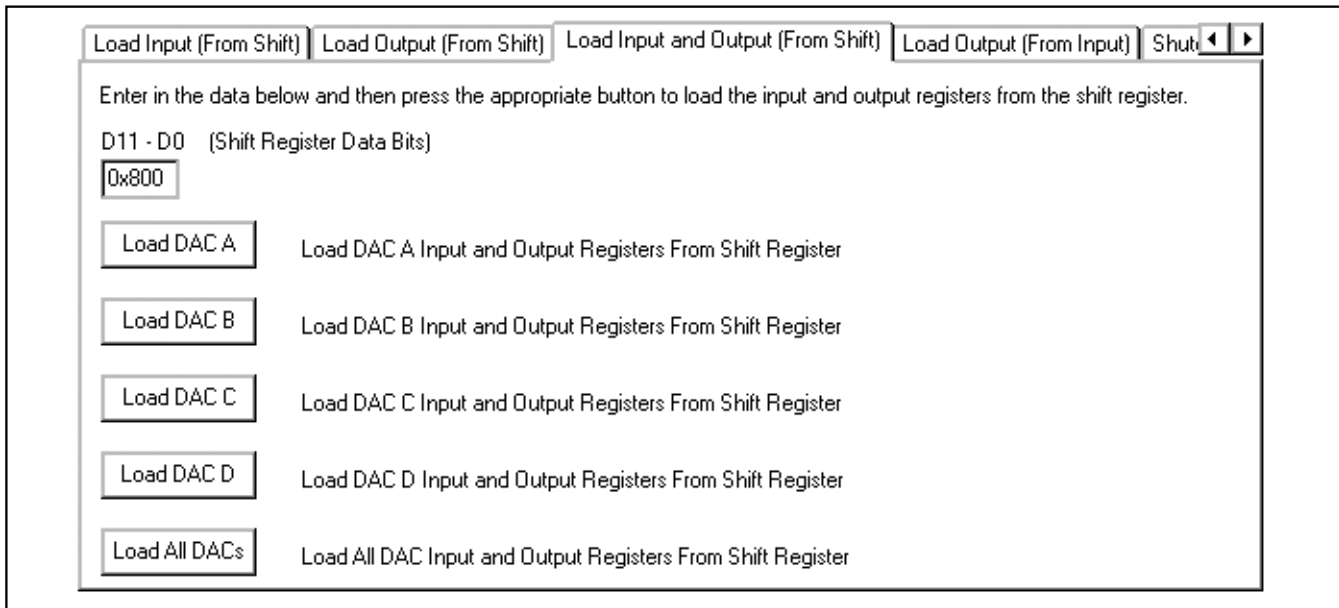 Load Input (From Shift) Load Output (From Shift) Load Input and Output (From Shift) Load Output (From Input) Shut
Enter in the data below and then press the appropriate button to load the input and output registers from the shift register.
D11 - D0 (Shift Register Data Bits)
0x800
Load DAC A Load DAC A Input and Output Registers From Shift Register
Load DAC B Load DAC B Input and Output Registers From Shift Register
Load DAC C Load DAC C Input and Output Registers From Shift Register
Load DAC D Load DAC D Input and Output Registers From Shift Register
Load All DACs Load All DAC Input and Output Registers From Shift Register